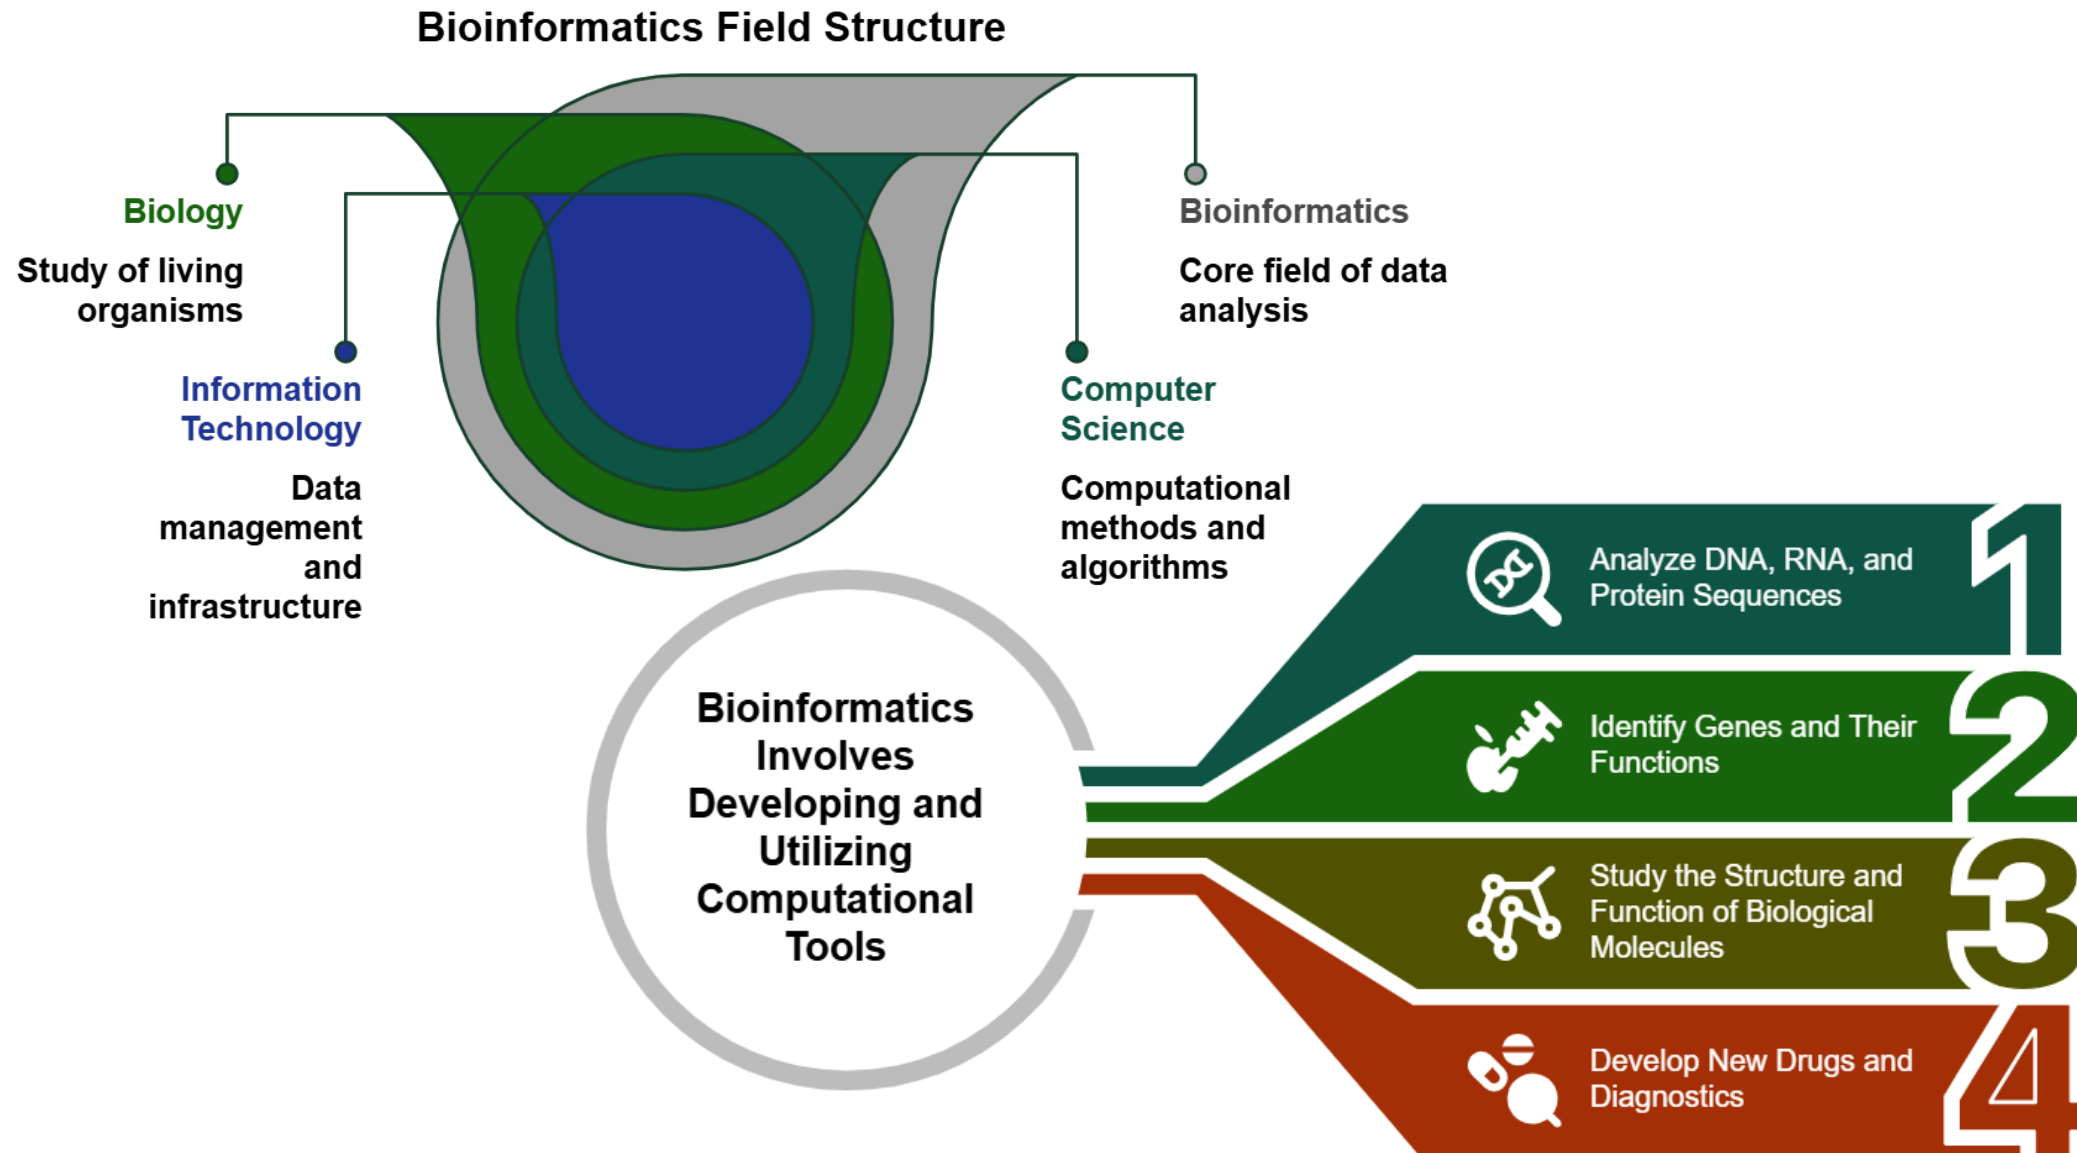 Bioinformatics Field Structure
Biology
Study of living
organisms
Information
Technology
Data
management
and
infrastructure
Bioinformatics
Core field of data
analysis
Computer
Science
Computational
methods and
algorithms
Bioinformatics
Involves
Developing and
Utilizing
Computational
Tools
Analyze DNA, RNA, and
Protein Sequences
1
Identify Genes and Their
Functions
2
Study the Structure and
Function of Biological
Molecules
3
Develop New Drugs and
Diagnostics
4